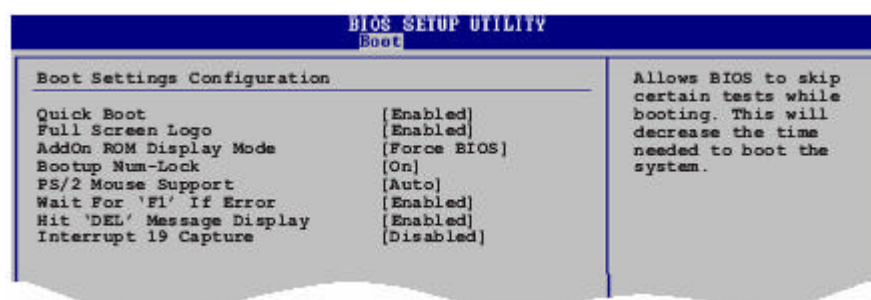 BIOS SETUP UTILITY
Boot
Boot Settings Configuration
Quick Boot [Enabled]
Full Screen Logo [Enabled]
AddOn ROM Display Mode [Force BIOS]
Bootup Num-Lock [On]
PS/2 Mouse Support [Auto]
Wait For ‘F1’ If Error [Enabled]
Hit ‘DEL’ Message Display [Enabled]
Interrupt 19 Capture [Disabled]
Allows BIOS to skip
certain tests while
booting. This will
decrease the time
needed to boot the
system.